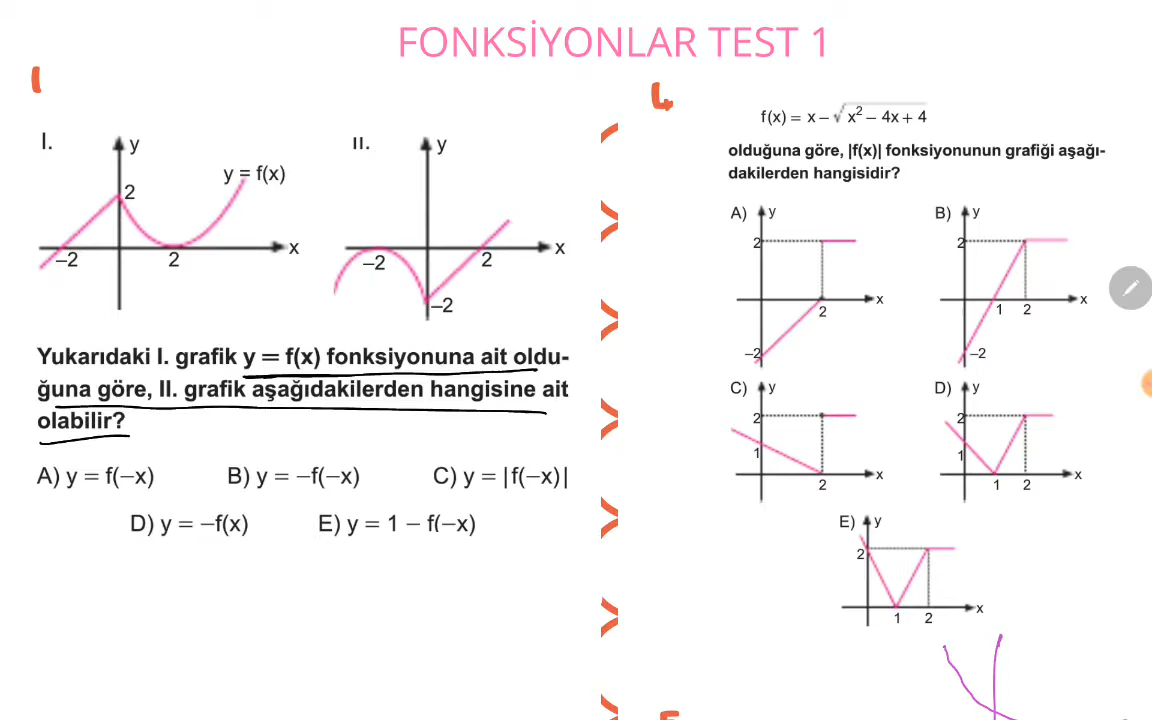 FONKSİYONLAR TEST 1
1
I.
y
y = f(x)
2
x
–2
2
II.
y
x
–2
2
–2
Yukarıdaki I. grafik y = f(x) fonksiyonuna ait oldu-
ğuna göre, II. grafik aşağıdakilerden hangisine ait
olabilir?
A) y = f(–x) B) y = –f(–x) C) y = |f(–x)|
D) y = –f(x) E) y = 1 – f(–x)
4
f(x) = x – √x² – 4x + 4
olduğuna göre, |f(x)| fonksiyonunun grafiği aşağı-
dakilerden hangisidir?
A) y
2
x
2
–2
B) y
2
x
1 2
–2
C) y
2
1
x
2
D) y
2
1
x
1 2
E) y
2
x
1 2